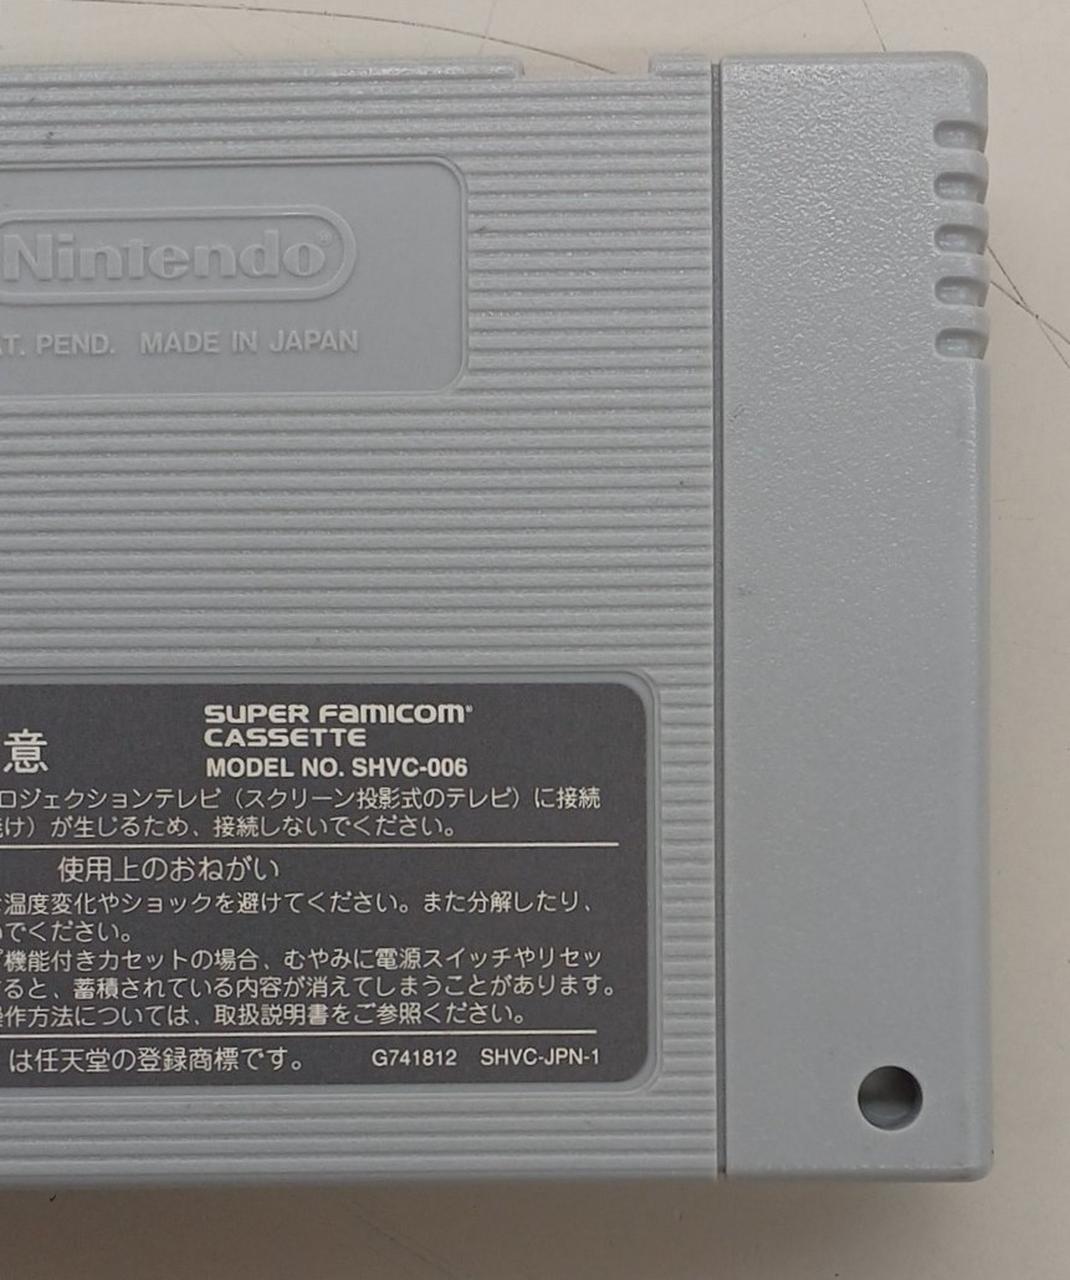 Nintendo®
T. PEND. MADE IN JAPAN
SUPER FAMICOM®
CASSETTE
意
MODEL NO. SHVC-006
ロジェクションテレビ（スクリーン投影式のテレビ）に接続
け）が生じるため、接続しないでください。
使用上のおねがい
温度変化やショックを避けてください。また分解したり、
でください。
機能付きカセットの場合、むやみに電源スイッチやリセッ
ると、蓄積されている内容が消えてしまうことがあります。
作方法については、取扱説明書をご参照ください。
は任天堂の登録商標です。 G741812 SHVC-JPN-1